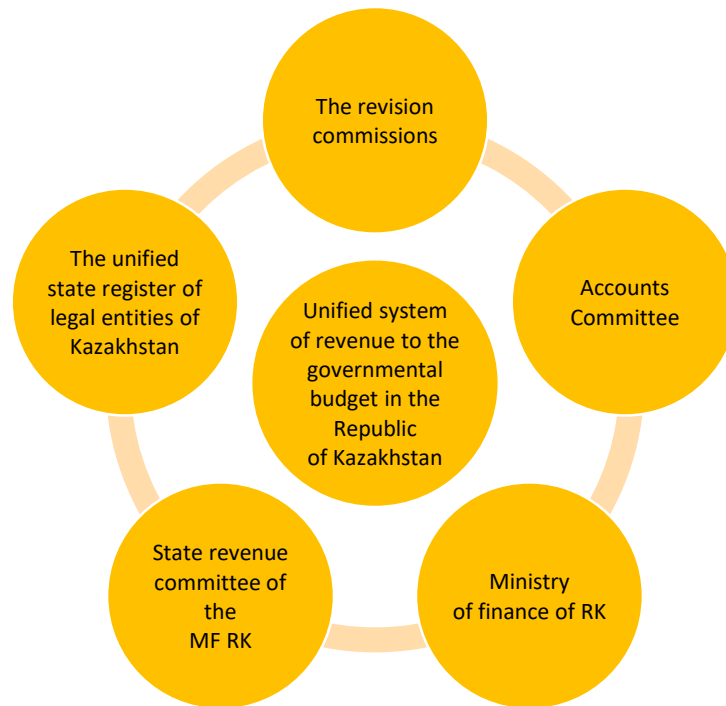 The revision
commissions
The unified
state register of
legal entities of
Kazakhstan
Unified system
of revenue to the
governmental
budget in the
Republic
of Kazakhstan
Accounts
Committee
State revenue
committee of
the
MF RK
Ministry
of finance of RK